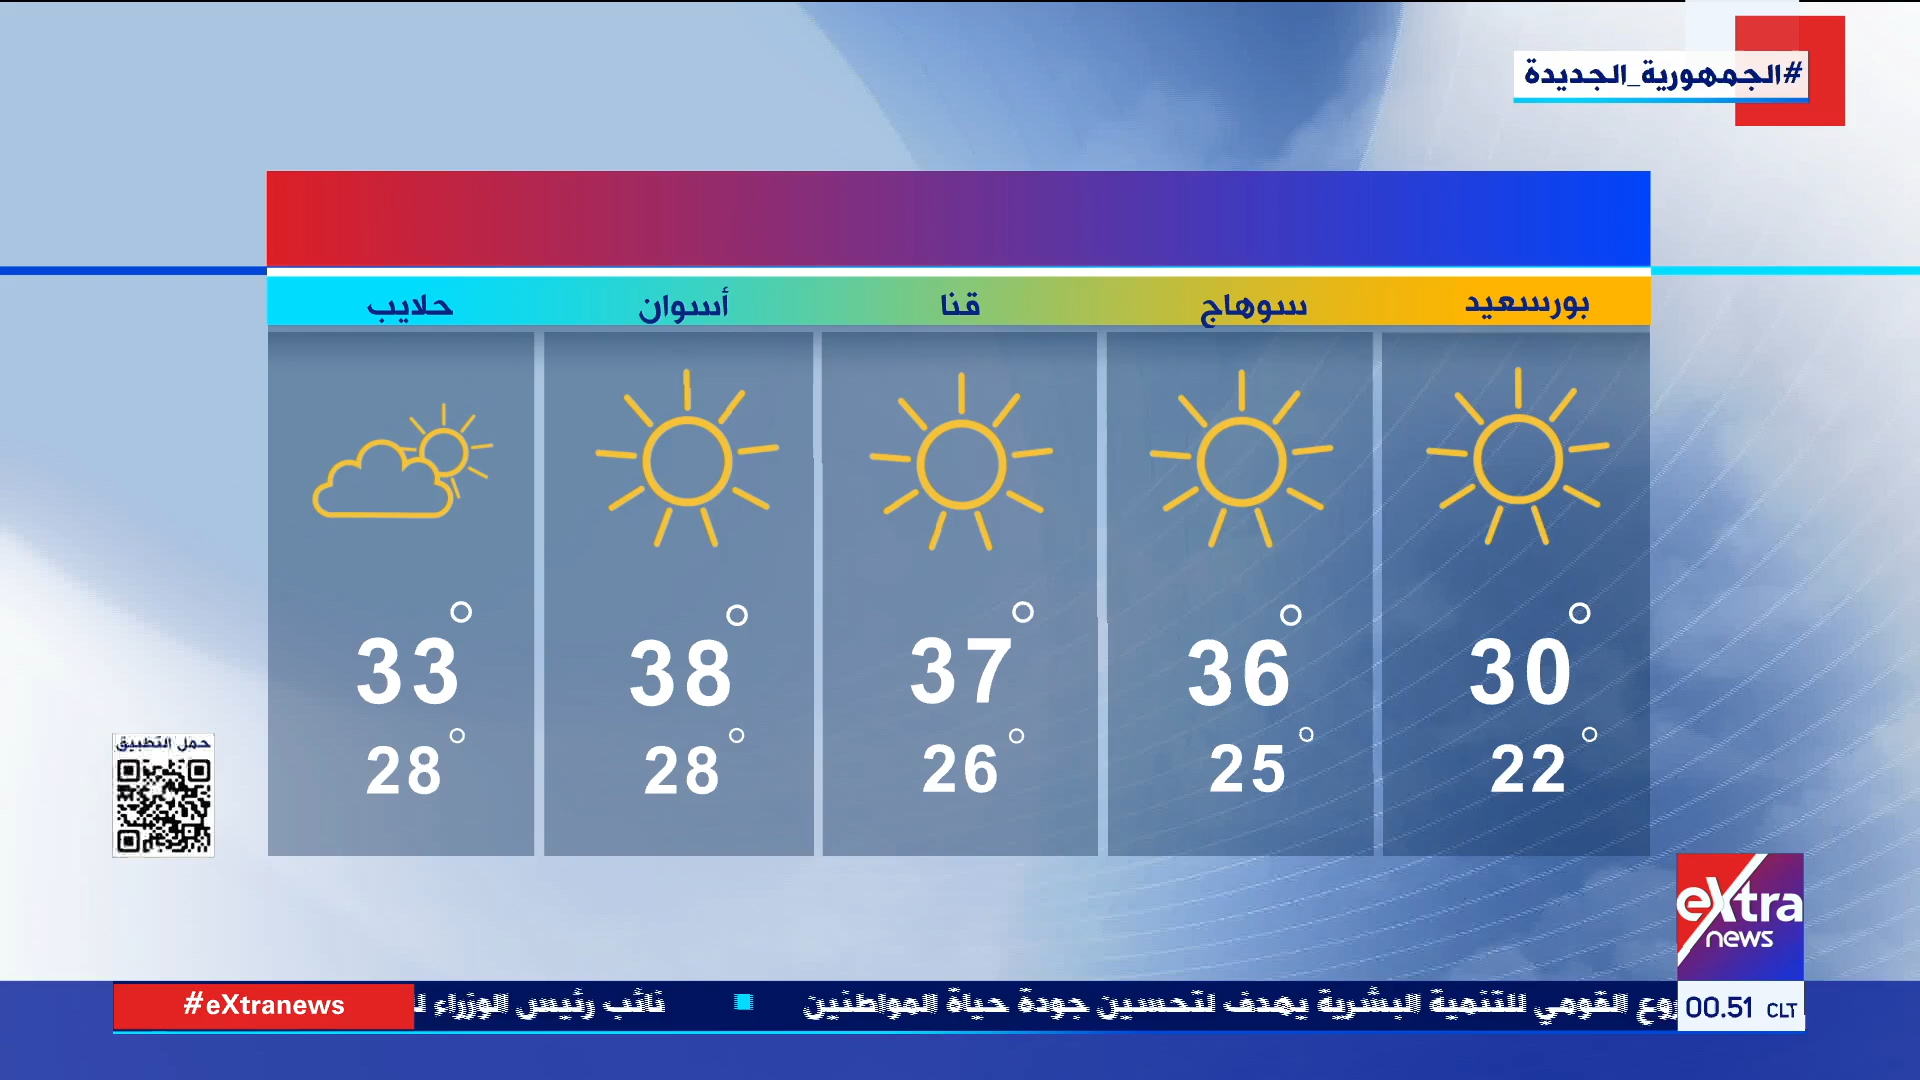 #الجمهورية_الجديدة
بورسعيد سوهاج قنا أسوان حلايب
30° 36° 37° 38° 33°
22° 25° 26° 28° 28°
حمل التطبيق
eXtra
news
القومي للتنمية البشرية يهدف لتحسين جودة حياة المواطنين ■ نائب رئيس الوزراء
#eXtranews
00.51 CLT